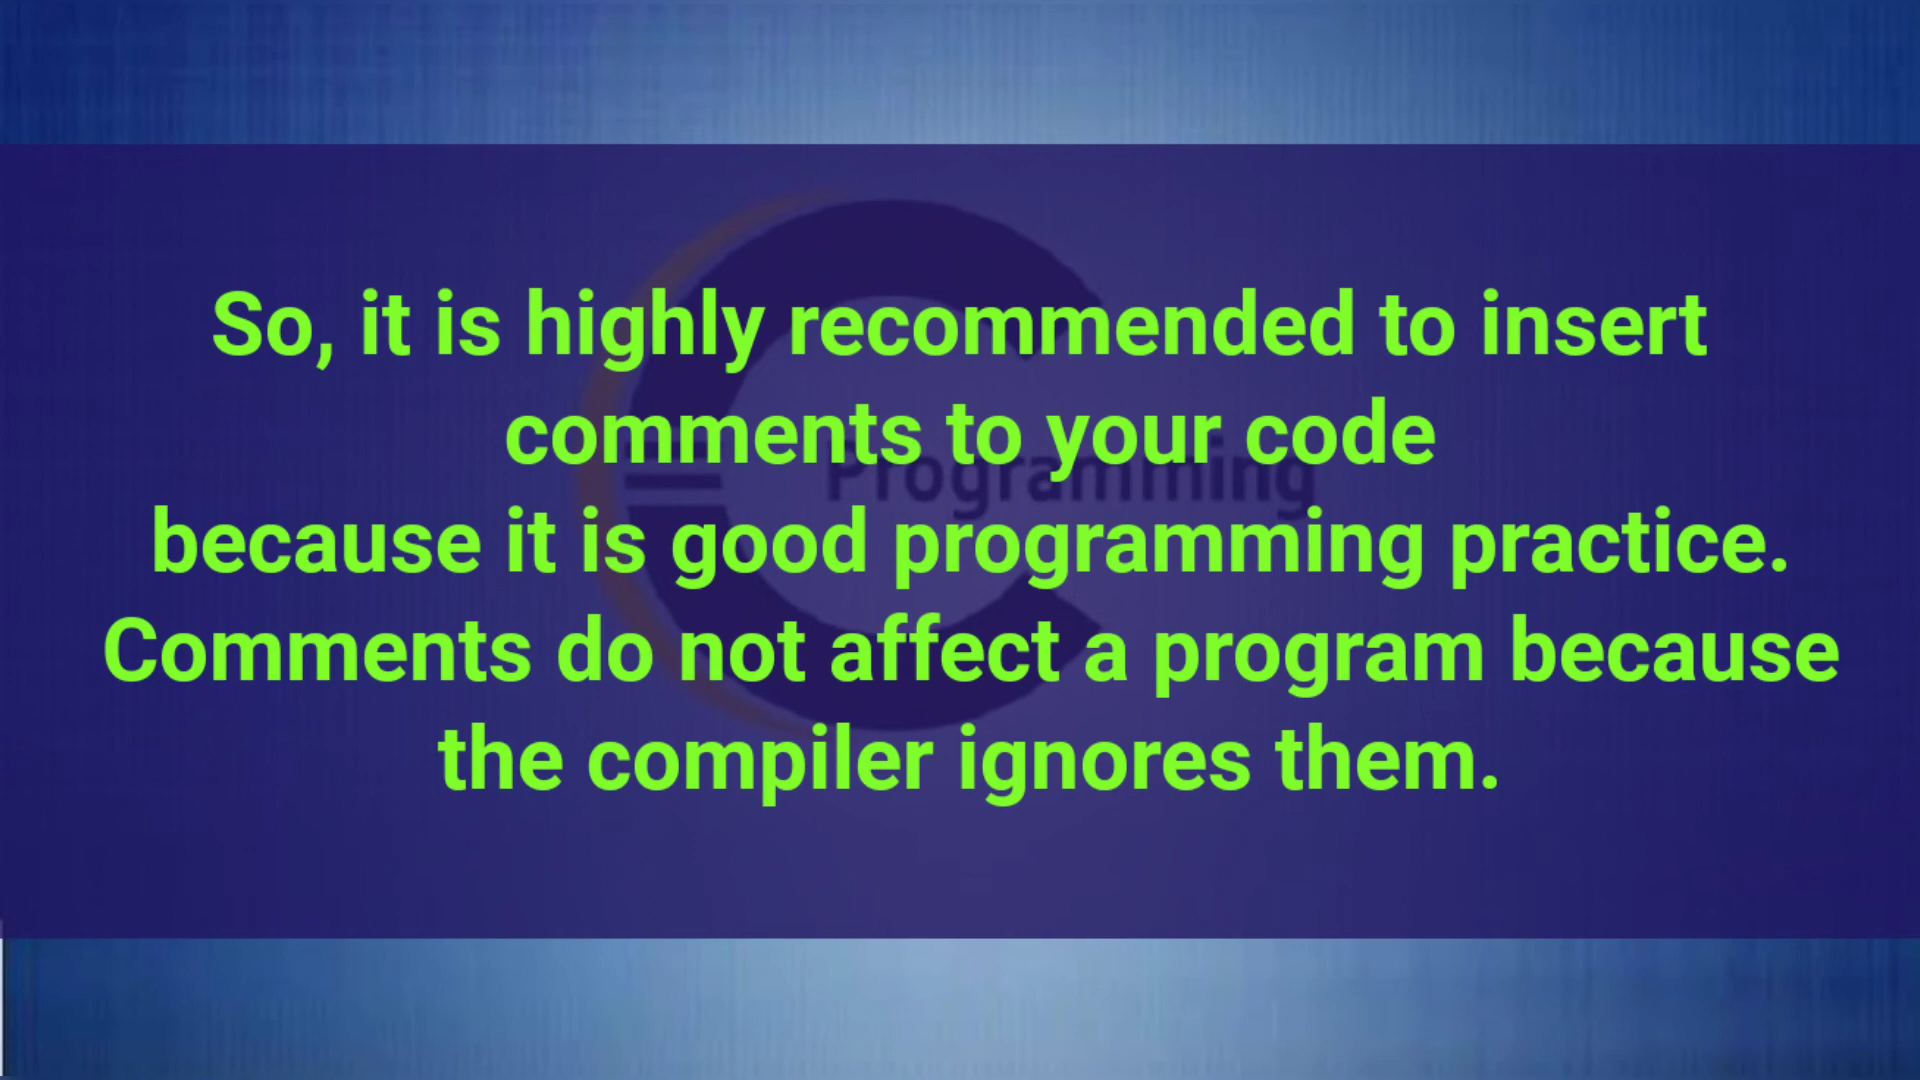 So, it is highly recommended to insert
comments to your code
Programming
because it is good programming practice.
Comments do not affect a program because
the compiler ignores them.